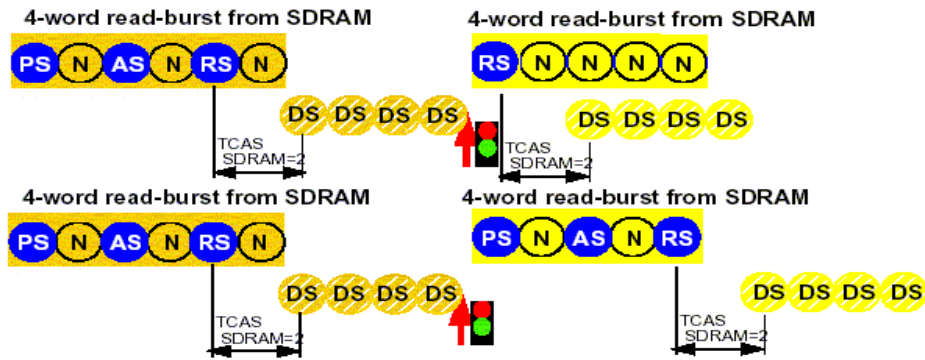 4-word read-burst from SDRAM 4-word read-burst from SDRAM
PS N AS N RS N RS N N N N
DS DS DS DS DS DS DS DS
TCAS TCAS
SDRAM=2 SDRAM=2
4-word read-burst from SDRAM 4-word read-burst from SDRAM
PS N AS N RS N PS N AS N RS
DS DS DS DS DS DS DS DS
TCAS TCAS
SDRAM=2 SDRAM=2